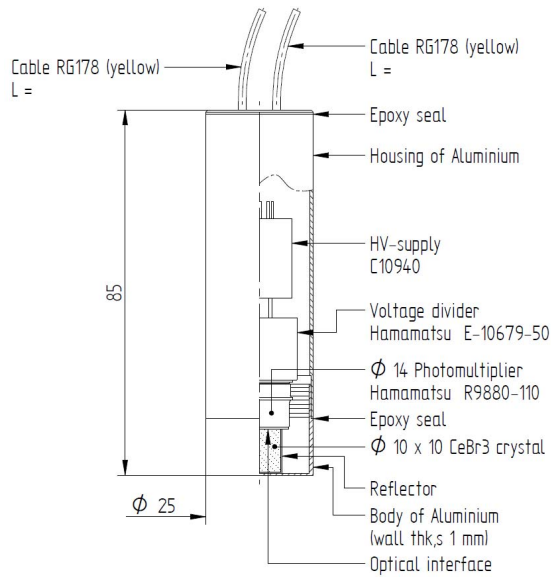 Cable RG178 (yellow)
L =
Cable RG178 (yellow)
L =
Epoxy seal
Housing of Aluminium
HV-supply
C10940
85
Voltage divider
Hamamatsu E-10679-50
Φ 14 Photomultiplier
Hamamatsu R9880-110
Epoxy seal
Φ 10 x 10 CeBr3 crystal
Reflector
Φ 25
Body of Aluminium
(wall thk,s 1 mm)
Optical interface